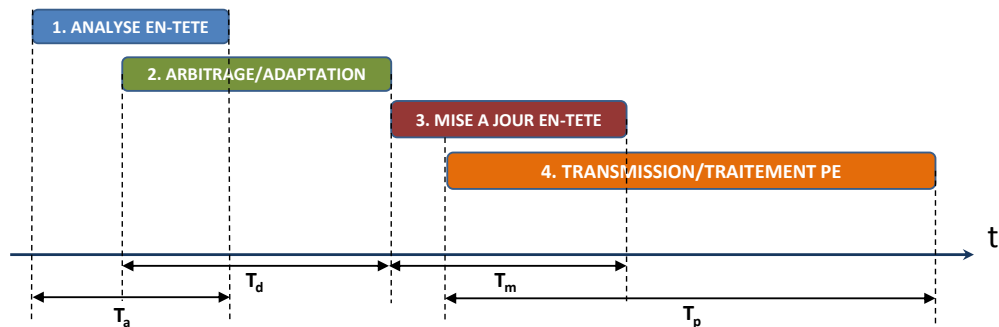 1. ANALYSE EN-TETE
2. ARBITRAGE/ADAPTATION
3. MISE A JOUR EN-TETE
4. TRANSMISSION/TRAITEMENT PE
t
Td
Tm
Ta
Tp